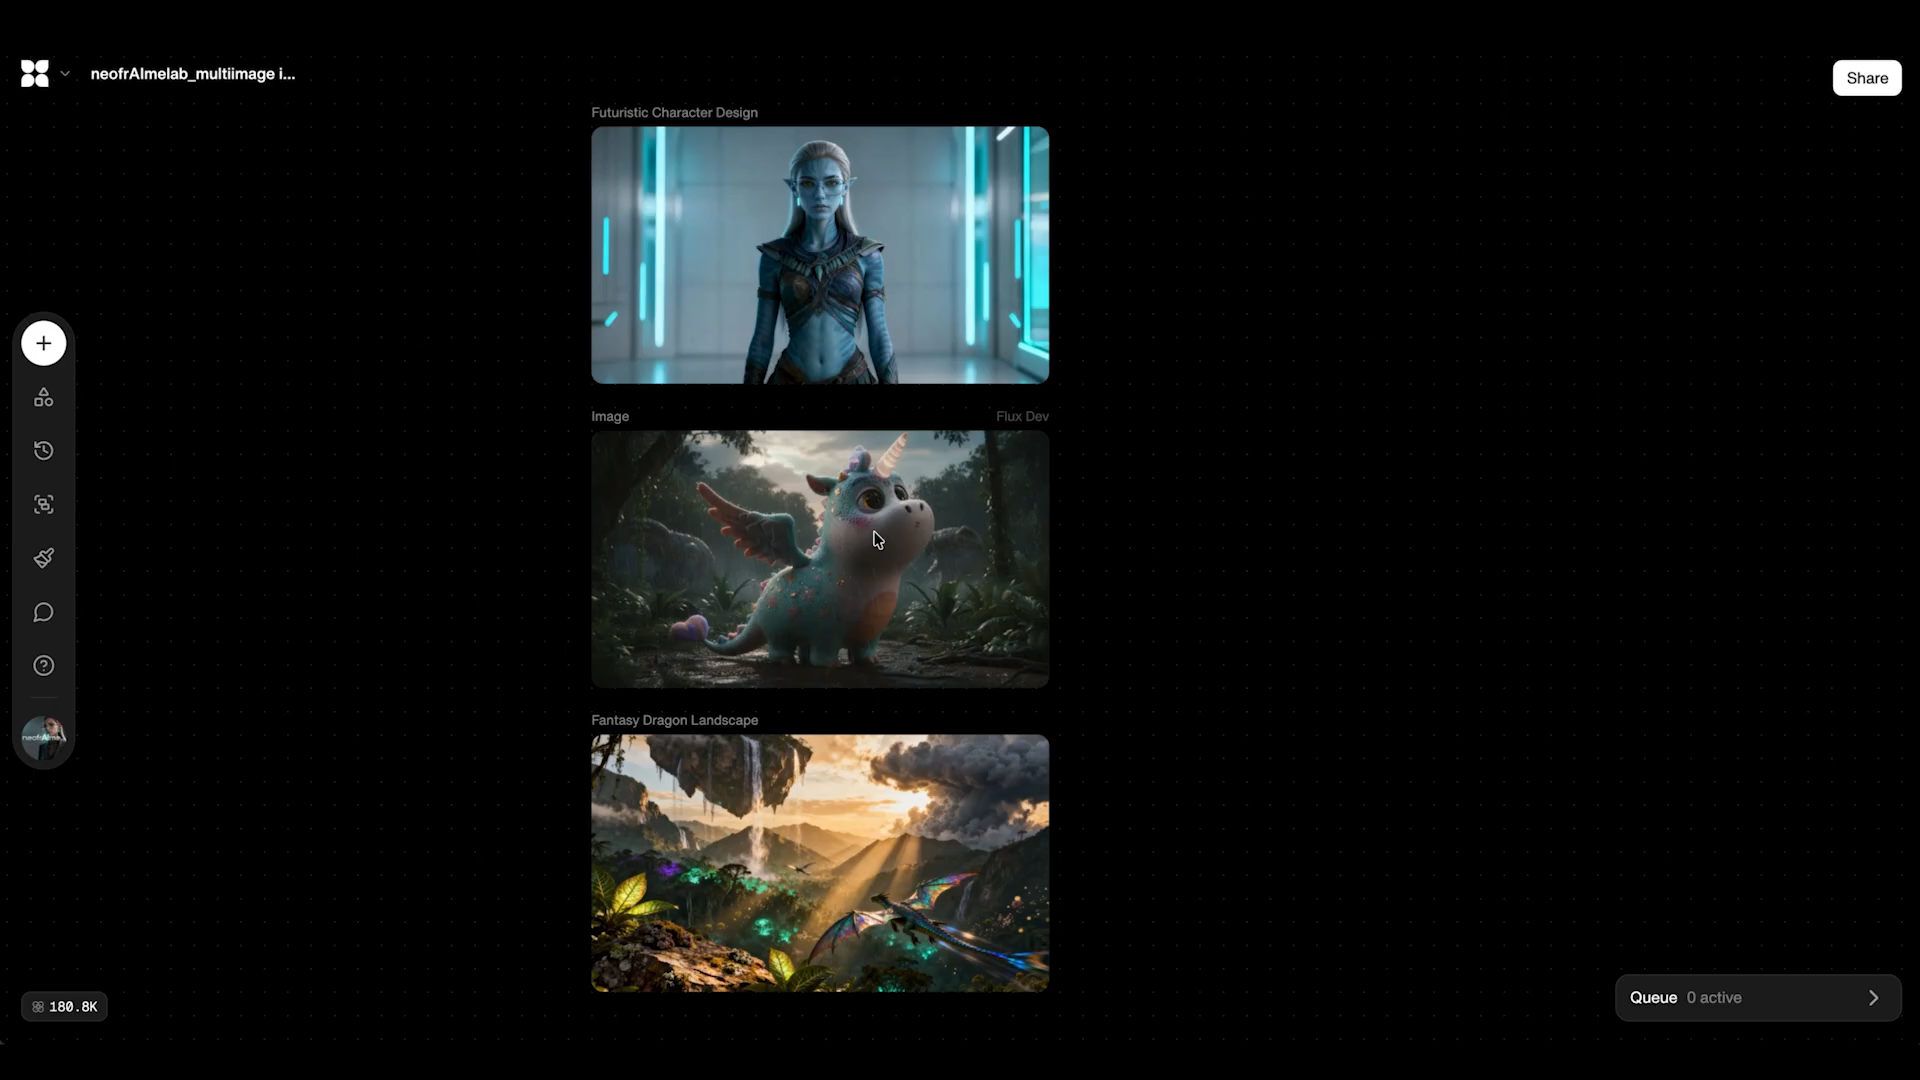 neofrAImelab_multiimage i...
Share
Futuristic Character Design
Image
Flux Dev
Fantasy Dragon Landscape
180.8K
Queue 0 active